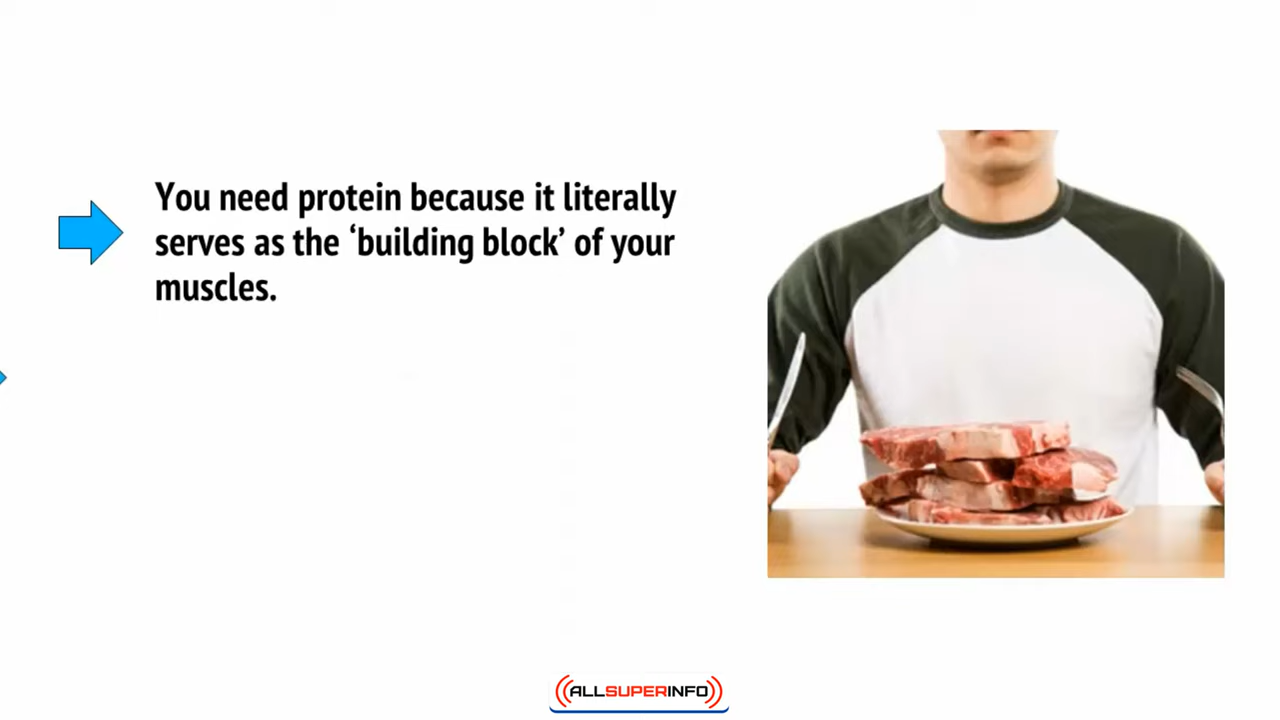 You need protein because it literally
serves as the ‘building block’ of your
muscles.
ALLSUPERINFO